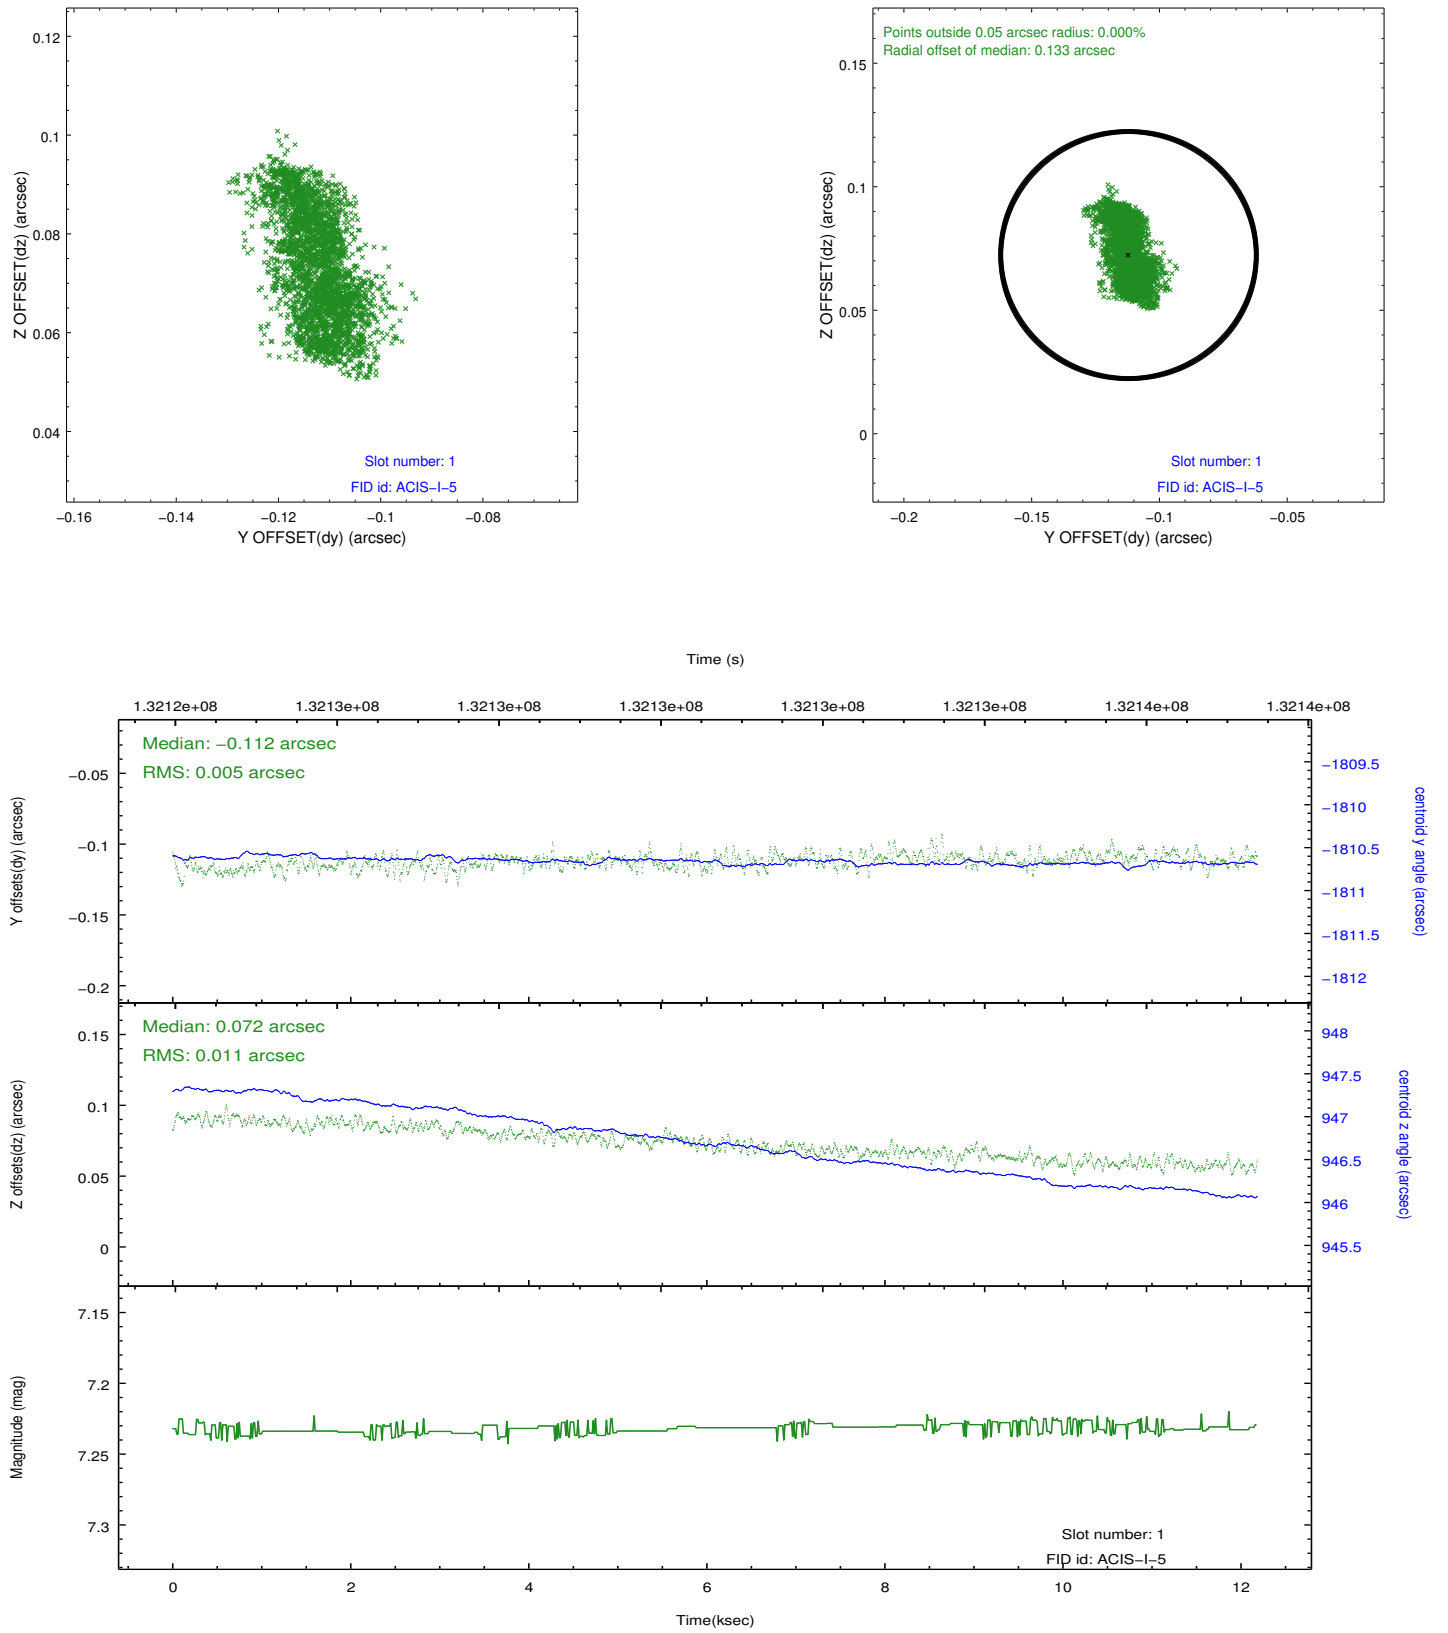 0.12
0.1
0.08
0.06
0.04
Z OFFSET(dz) (arcsec)
−0.16
−0.14
−0.12
−0.1
−0.08
Y OFFSET(dy) (arcsec)
Slot number: 1
FID id: ACIS−I−5
Points outside 0.05 arcsec radius: 0.000%
Radial offset of median: 0.133 arcsec
0.15
0.1
0.05
0
Z OFFSET(dz) (arcsec)
Slot number: 1
FID id: ACIS−I−5
−0.2
−0.15
−0.1
−0.05
Y OFFSET(dy) (arcsec)
Time (s)
1.3212e+08 1.3213e+08 1.3213e+08 1.3213e+08 1.3213e+08 1.3213e+08 1.3214e+08 1.3214e+08
Median: −0.112 arcsec
RMS: 0.005 arcsec
−0.05
−0.1
−0.15
−0.2
Y offsets(dy) (arcsec)
−1809.5
−1810
−1810.5
−1811
−1811.5
−1812
centroid y angle (arcsec)
Median: 0.072 arcsec
RMS: 0.011 arcsec
0.15
0.1
0.05
0
Z offsets(dz) (arcsec)
948
947.5
947
946.5
946
945.5
centroid z angle (arcsec)
7.15
7.2
7.25
7.3
Magnitude (mag)
Slot number: 1
FID id: ACIS−I−5
0 2 4 6 8 10 12
Time(ksec)